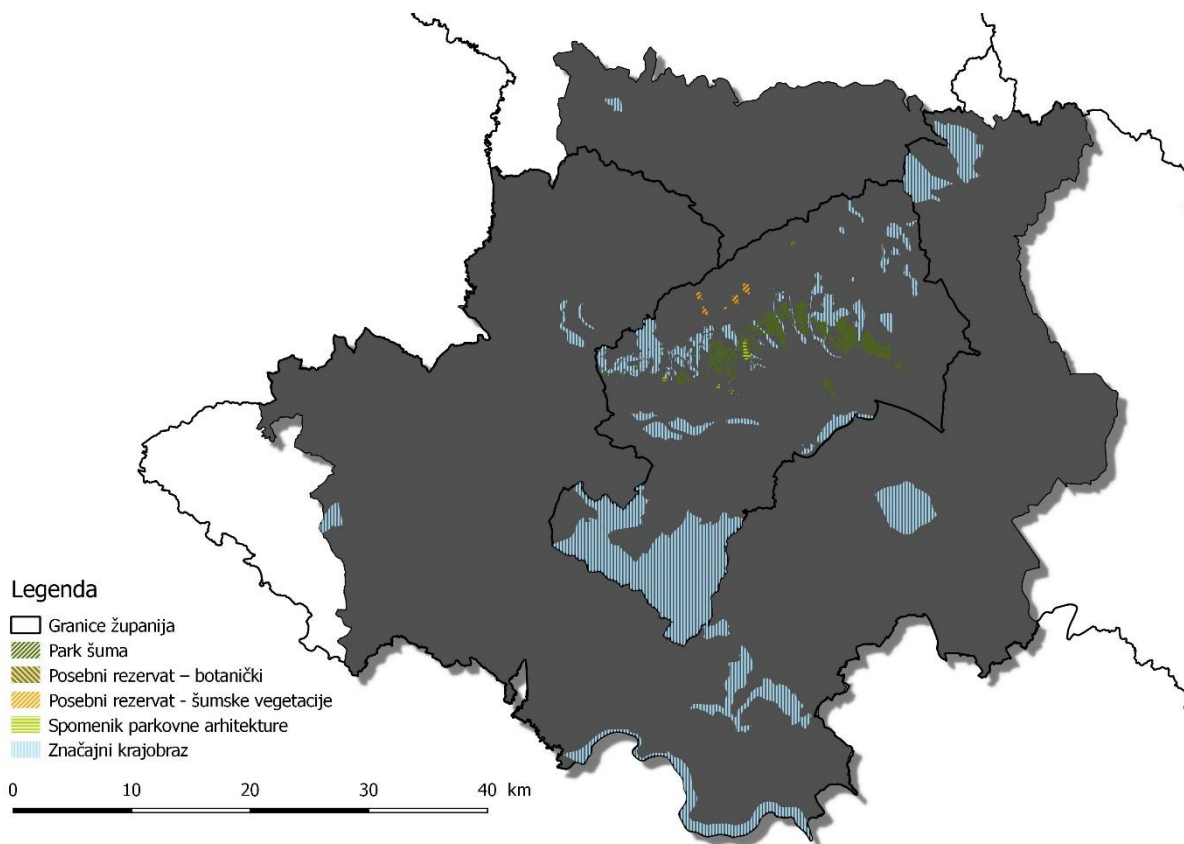 Legenda
Granice županija
Park šuma
Posebni rezervat – botanički
Posebni rezervat - šumske vegetacije
Spomenik parkovne arhitekture
Značajni krajobraz
0 10 20 30 40 km